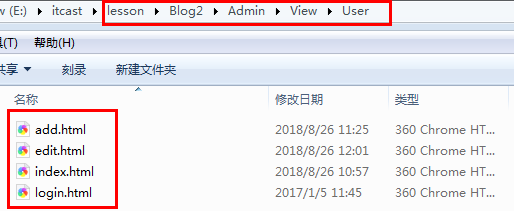 w (E:) itcast lesson Blog2 Admin View User
(T) 帮助(H)
共享 刻录 新建文件夹
名称 修改日期 类型
add.html 2018/8/26 11:25 360 Chrome HT...
edit.html 2018/8/26 12:01 360 Chrome HT...
index.html 2018/8/26 10:57 360 Chrome HT...
login.html 2017/1/5 11:45 360 Chrome HT...